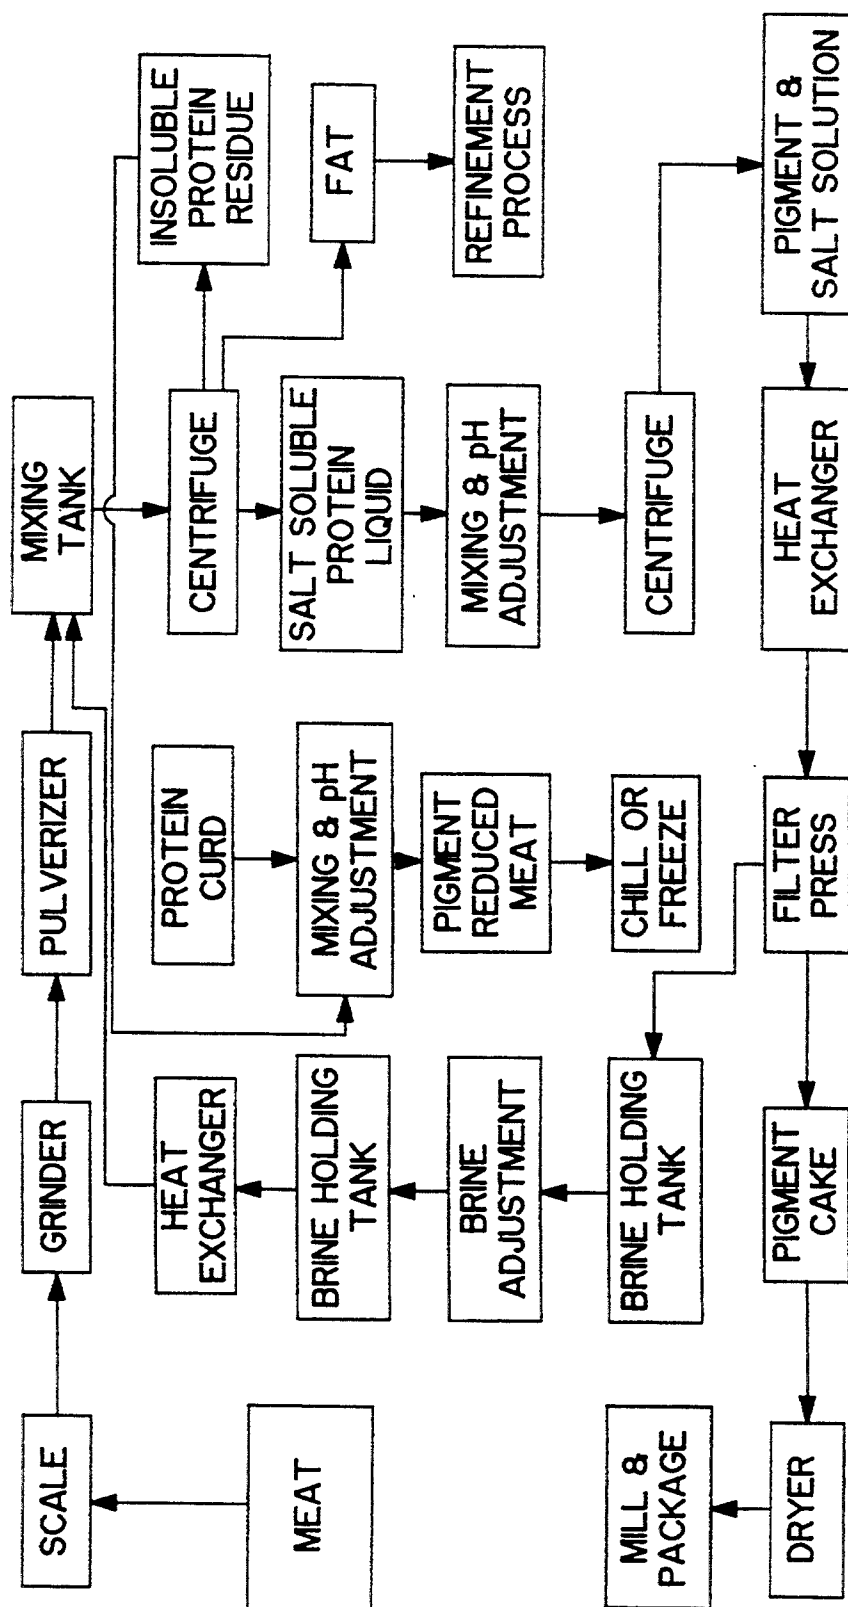 MEAT
SCALE
GRINDER
PULVERIZER
MIXING
TANK
CENTRIFUGE
INSOLUBLE
PROTEIN
RESIDUE
FAT
REFINEMENT
PROCESS
SALT SOLUBLE
PROTEIN
LIQUID
MIXING & pH
ADJUSTMENT
CENTRIFUGE
PIGMENT &
SALT SOLUTION
HEAT
EXCHANGER
FILTER
PRESS
PIGMENT
CAKE
DRYER
MILL &
PACKAGE
BRINE HOLDING
TANK
BRINE
ADJUSTMENT
BRINE HOLDING
TANK
HEAT
EXCHANGER
PROTEIN
CURD
MIXING & pH
ADJUSTMENT
PIGMENT
REDUCED
MEAT
CHILL OR
FREEZE